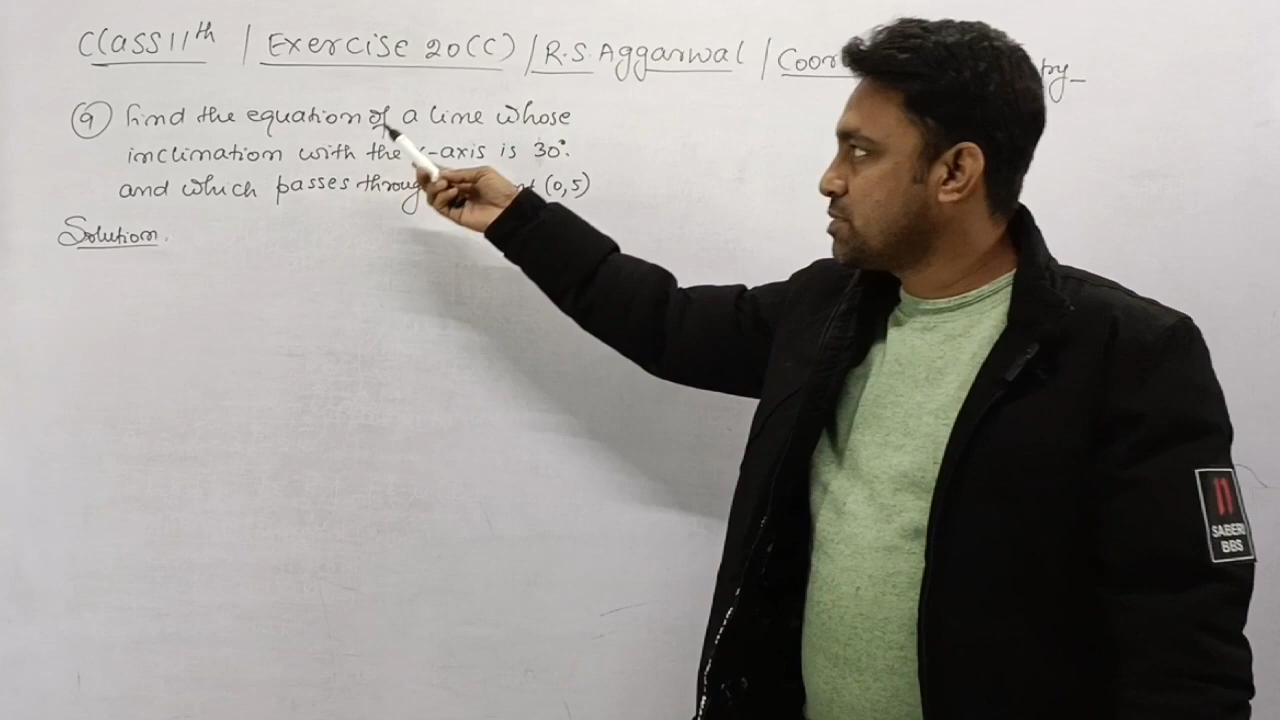 Class 11th / Exercise 20(C) / R.S. Aggarwal / Coor
(9) Find the equation of a line whose
inclination with the -axis is 30°.
and which passes throug (0,5)
Solution.
n
SABERI
BBS